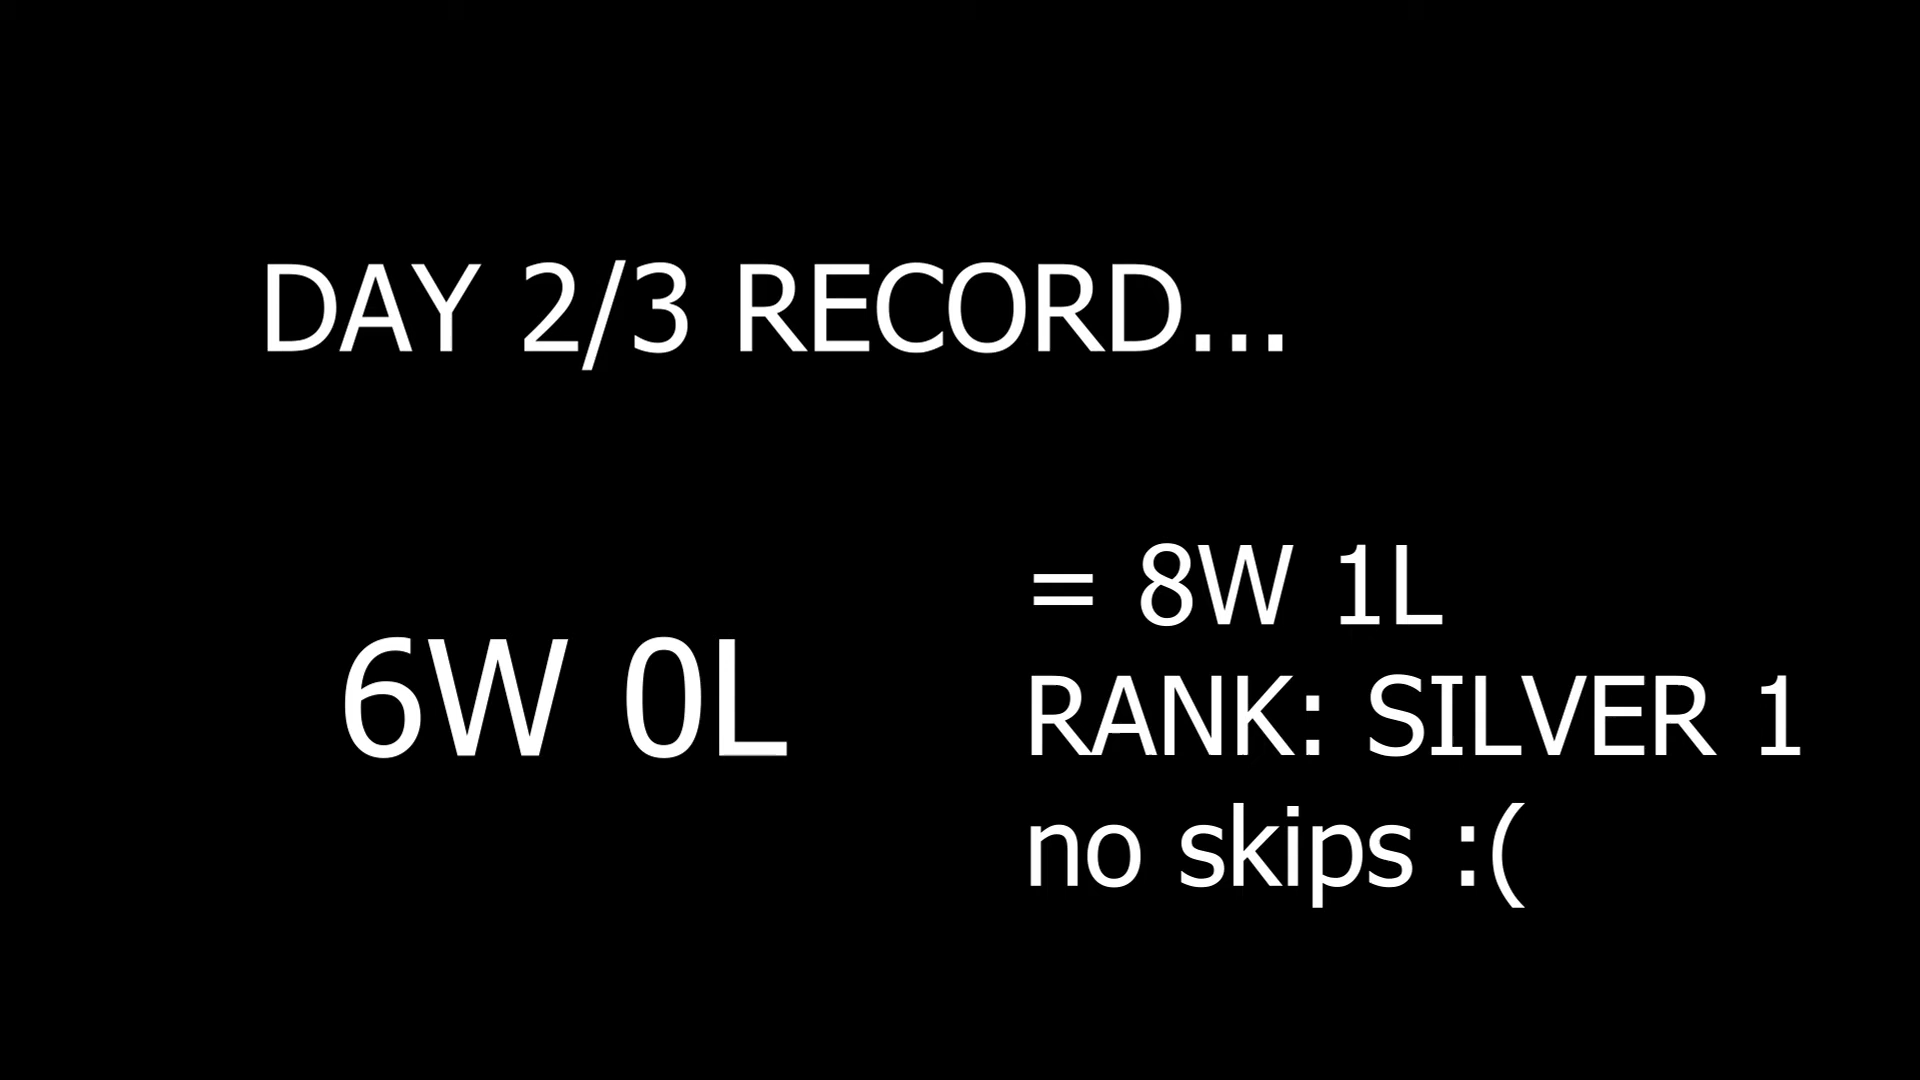 DAY 2/3 RECORD...
6W 0L
= 8W 1L
RANK: SILVER 1
no skips :(